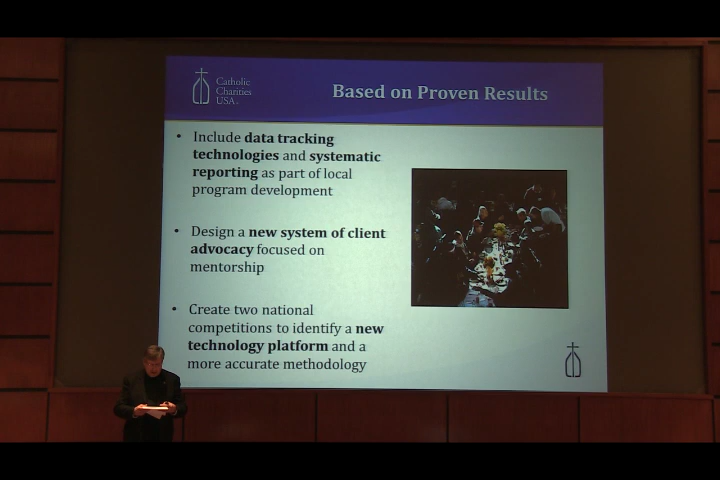 Catholic
Charities
USA
Based on Proven Results
• Include data tracking
technologies and systematic
reporting as part of local
program development
• Design a new system of client
advocacy focused on
mentorship
• Create two national
competitions to identify a new
technology platform and a
more accurate methodology